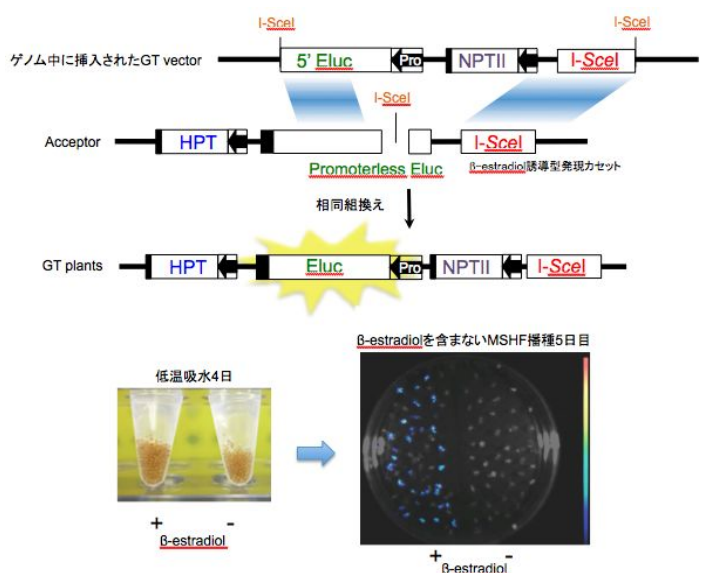 I-SceI
I-SceI
ゲノム中に挿入されたGT vector
5' Eluc
Pro
NPTII
I-SceI
I-SceI
Acceptor
HPT
I-SceI
Promoterless Eluc
β-estradiol誘導型発現カセット
相同組換え
GT plants
HPT
Eluc
Pro
NPTII
I-SceI
低温吸水4日
β-estradiolを含まないMSHF播種5日目
+ -
β-estradiol
+ -
β-estradiol